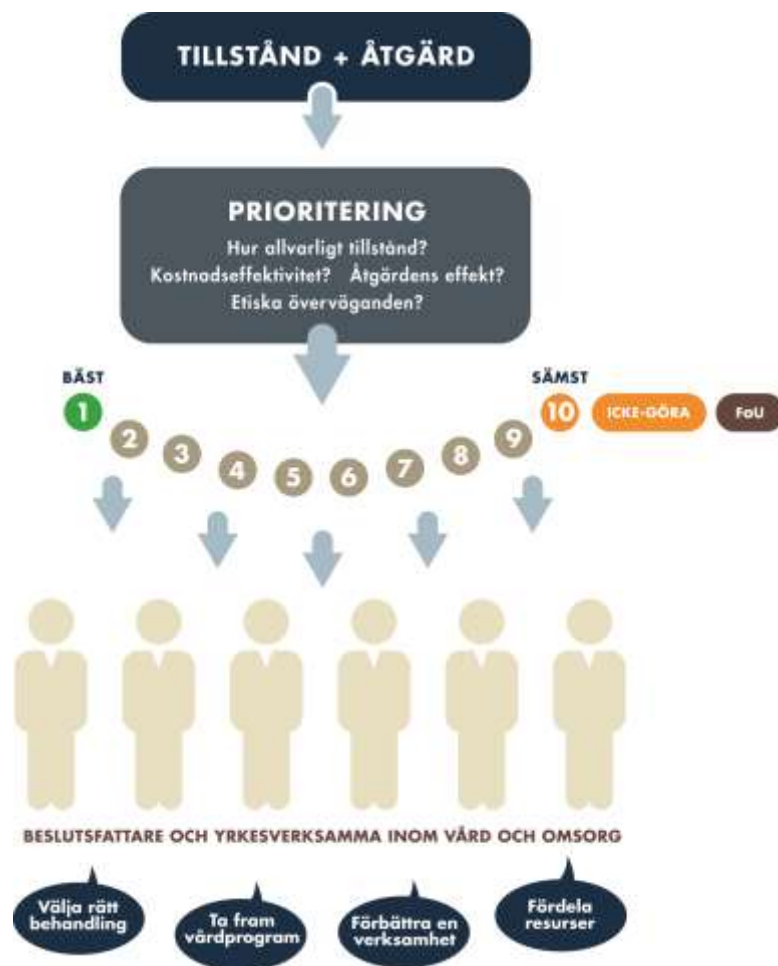 TILLSTÅND + ÅTGÄRD
PRIORITERING
Hur allvarligt tillstånd?
Kostnadseffektivitet? Åtgärdens effekt?
Etiska överväganden?
BÄST
SÄMST
1 2 3 4 5 6 7 8 9 10 ICKE-GÖRA FoU
BESLUTSFATTARE OCH YRKESVERKSAMMA INOM VÅRD OCH OMSORG
Välja rätt
behandling
Ta fram
vårdprogram
Förbättra en
verksamhet
Fördela
resurser